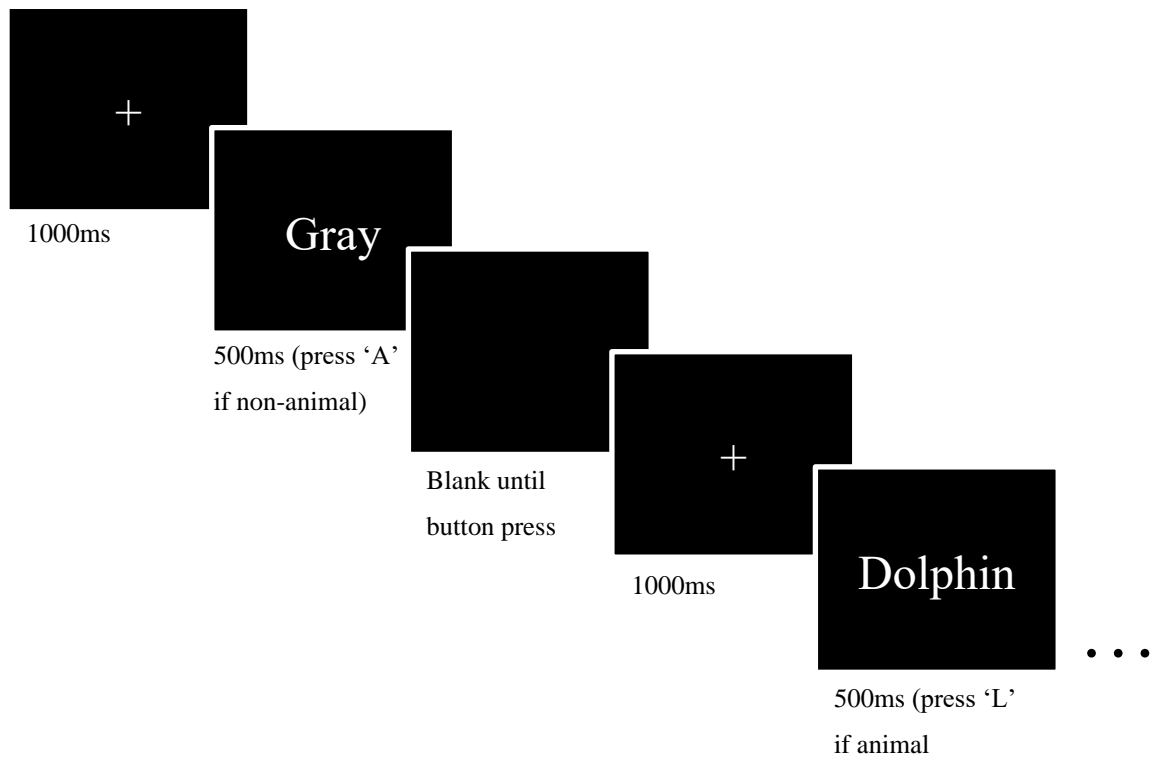 1000ms
Gray
500ms (press ‘A’
if non-animal)
Blank until
button press
1000ms
Dolphin
. . .
500ms (press ‘L’
if animal